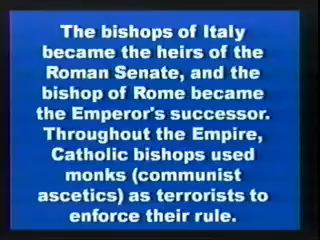 The bishops of Italy
became the heirs of the
Roman Senate, and the
bishop of Rome became
the Emperor's successor.
Throughout the Empire,
Catholic bishops used
monks (communist
ascetics) as terrorists to
enforce their rule.